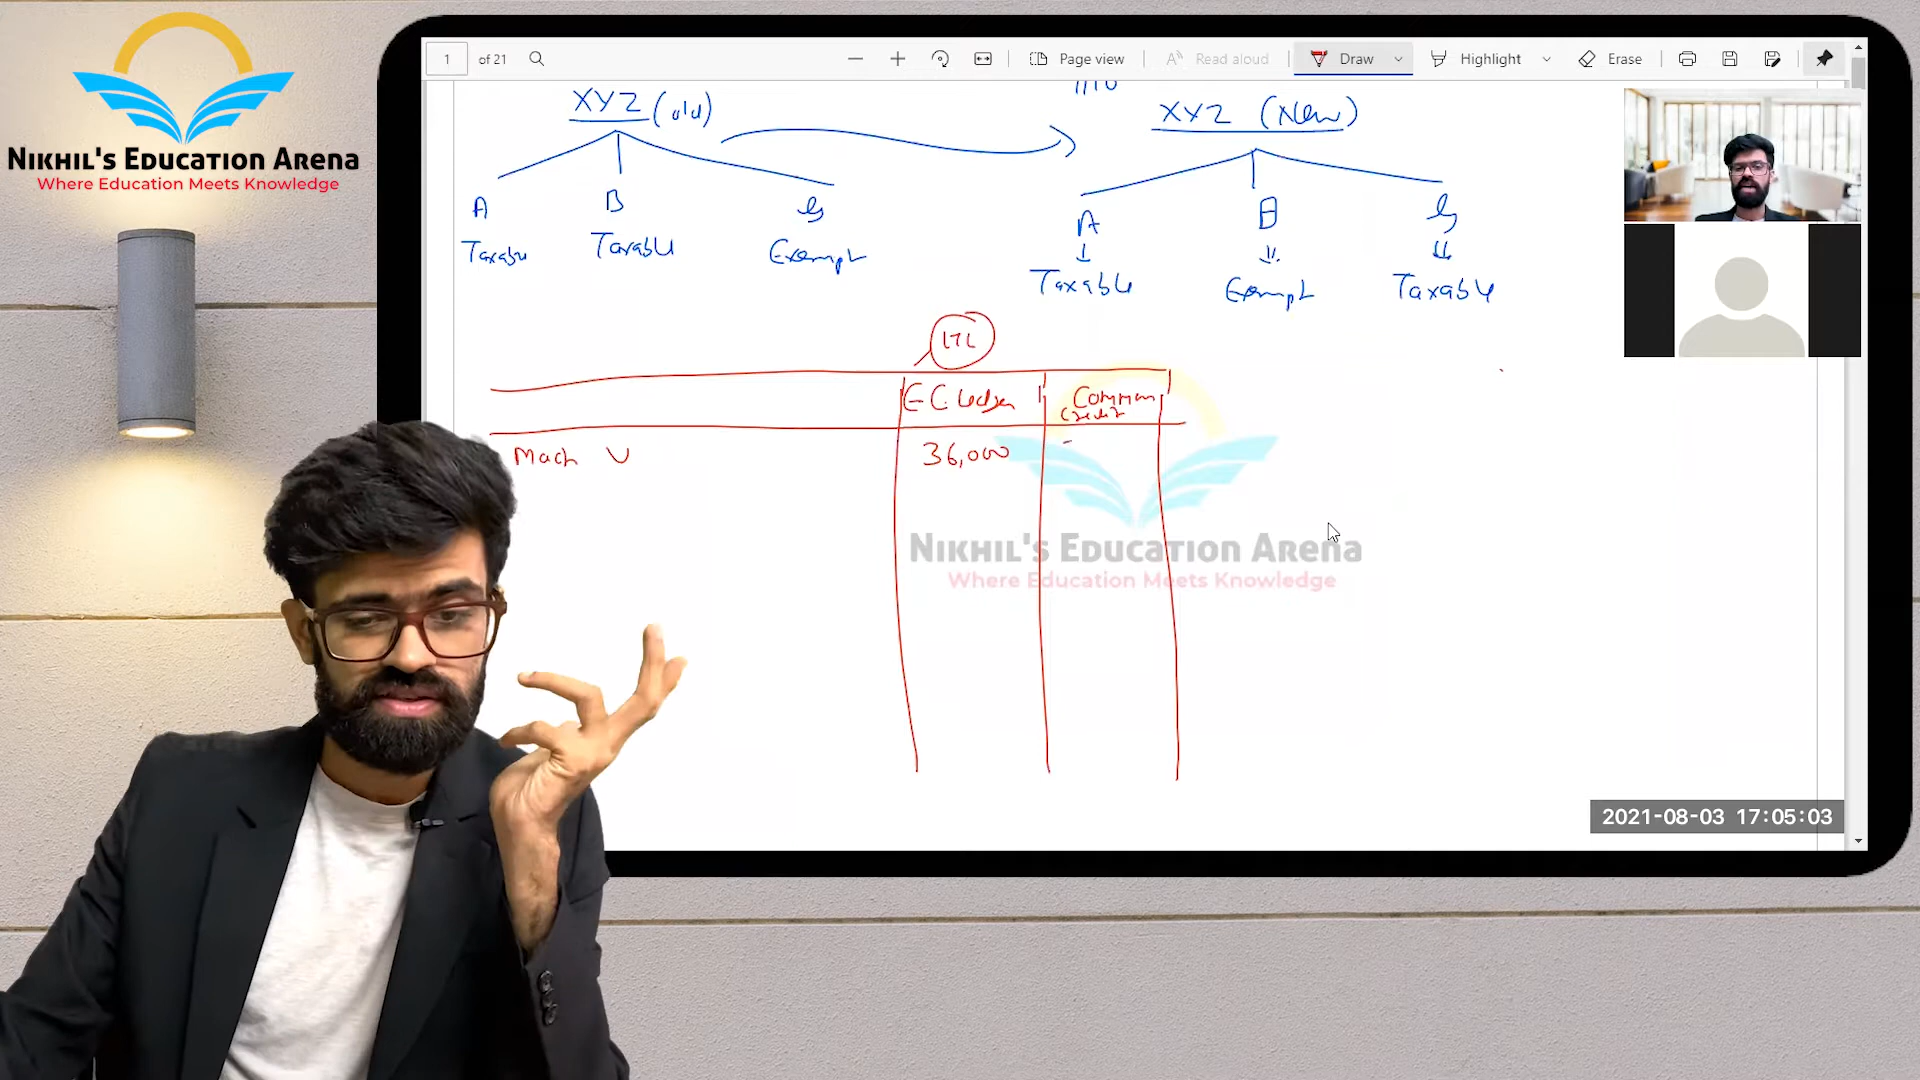 NIKHIL'S EDUCATION ARENA
Where Education Meets Knowledge
1 of 21
Page view
Read aloud
Draw
Highlight
Erase
XYZ (old)
XYZ (New)
A
B
Taxable
Taxable
Exempt
A
B
Taxable
Exempt
Taxable
ITC
E C Ledger
Common
Credit
Mach U
36,000
NIKHIL'S EDUCATION ARENA
Where Education Meets Knowledge
2021-08-03 17:05:03